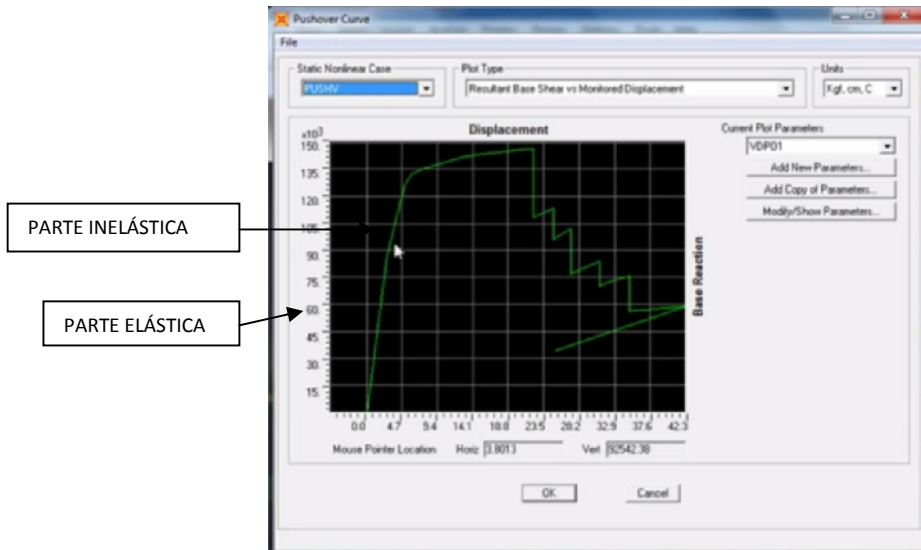 Pushover Curve
File
Static Nonlinear Case
PUSHV
Plot Type
Resultant Base Shear vs Monitored Displacement
Units
Kgf, cm, C
Displacement
x10³
150.
135.
120.
105.
90.
75.
60.
45.
30.
15.
0.0 4.7 9.4 14.1 18.8 23.5 28.2 32.9 37.6 42.3
Base Reaction
Current Plot Parameters
VDPO1
Add New Parameters...
Add Copy of Parameters...
Modify/Show Parameters...
Mouse Pointer Location Horiz 3.8013 Vert 92542.38
OK Cancel
PARTE INELÁSTICA
PARTE ELÁSTICA